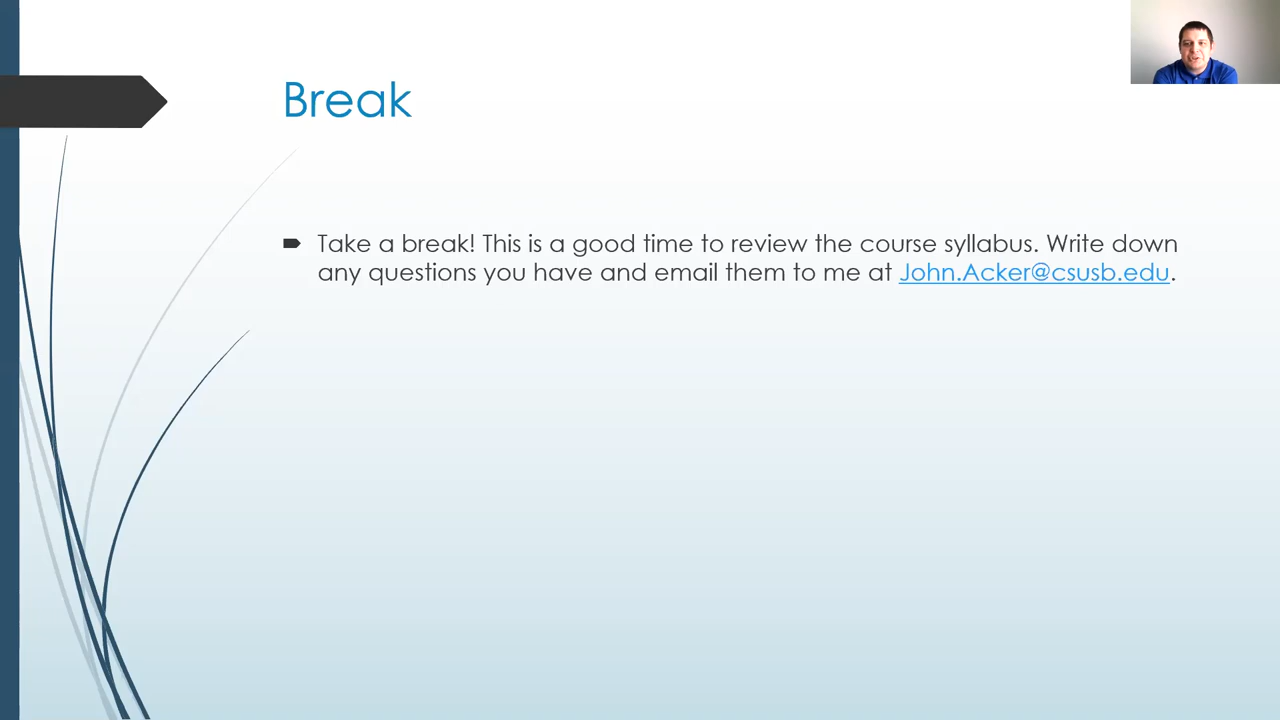 Break
Take a break! This is a good time to review the course syllabus. Write down
any questions you have and email them to me at John.Acker@csusb.edu.